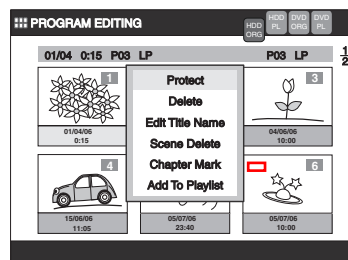 PROGRAM EDITING
HDD ORG
HDD PL
DVD ORG
DVD PL
01/04 0:15 P03 LP P03 LP 1/2
1
3
Protect
Delete
Edit Title Name
Scene Delete
Chapter Mark
Add To Playlist
01/04/06
0:15
04/06/06
10:00
4
6
15/06/06
11:05
05/07/06
23:40
05/07/06
10:00